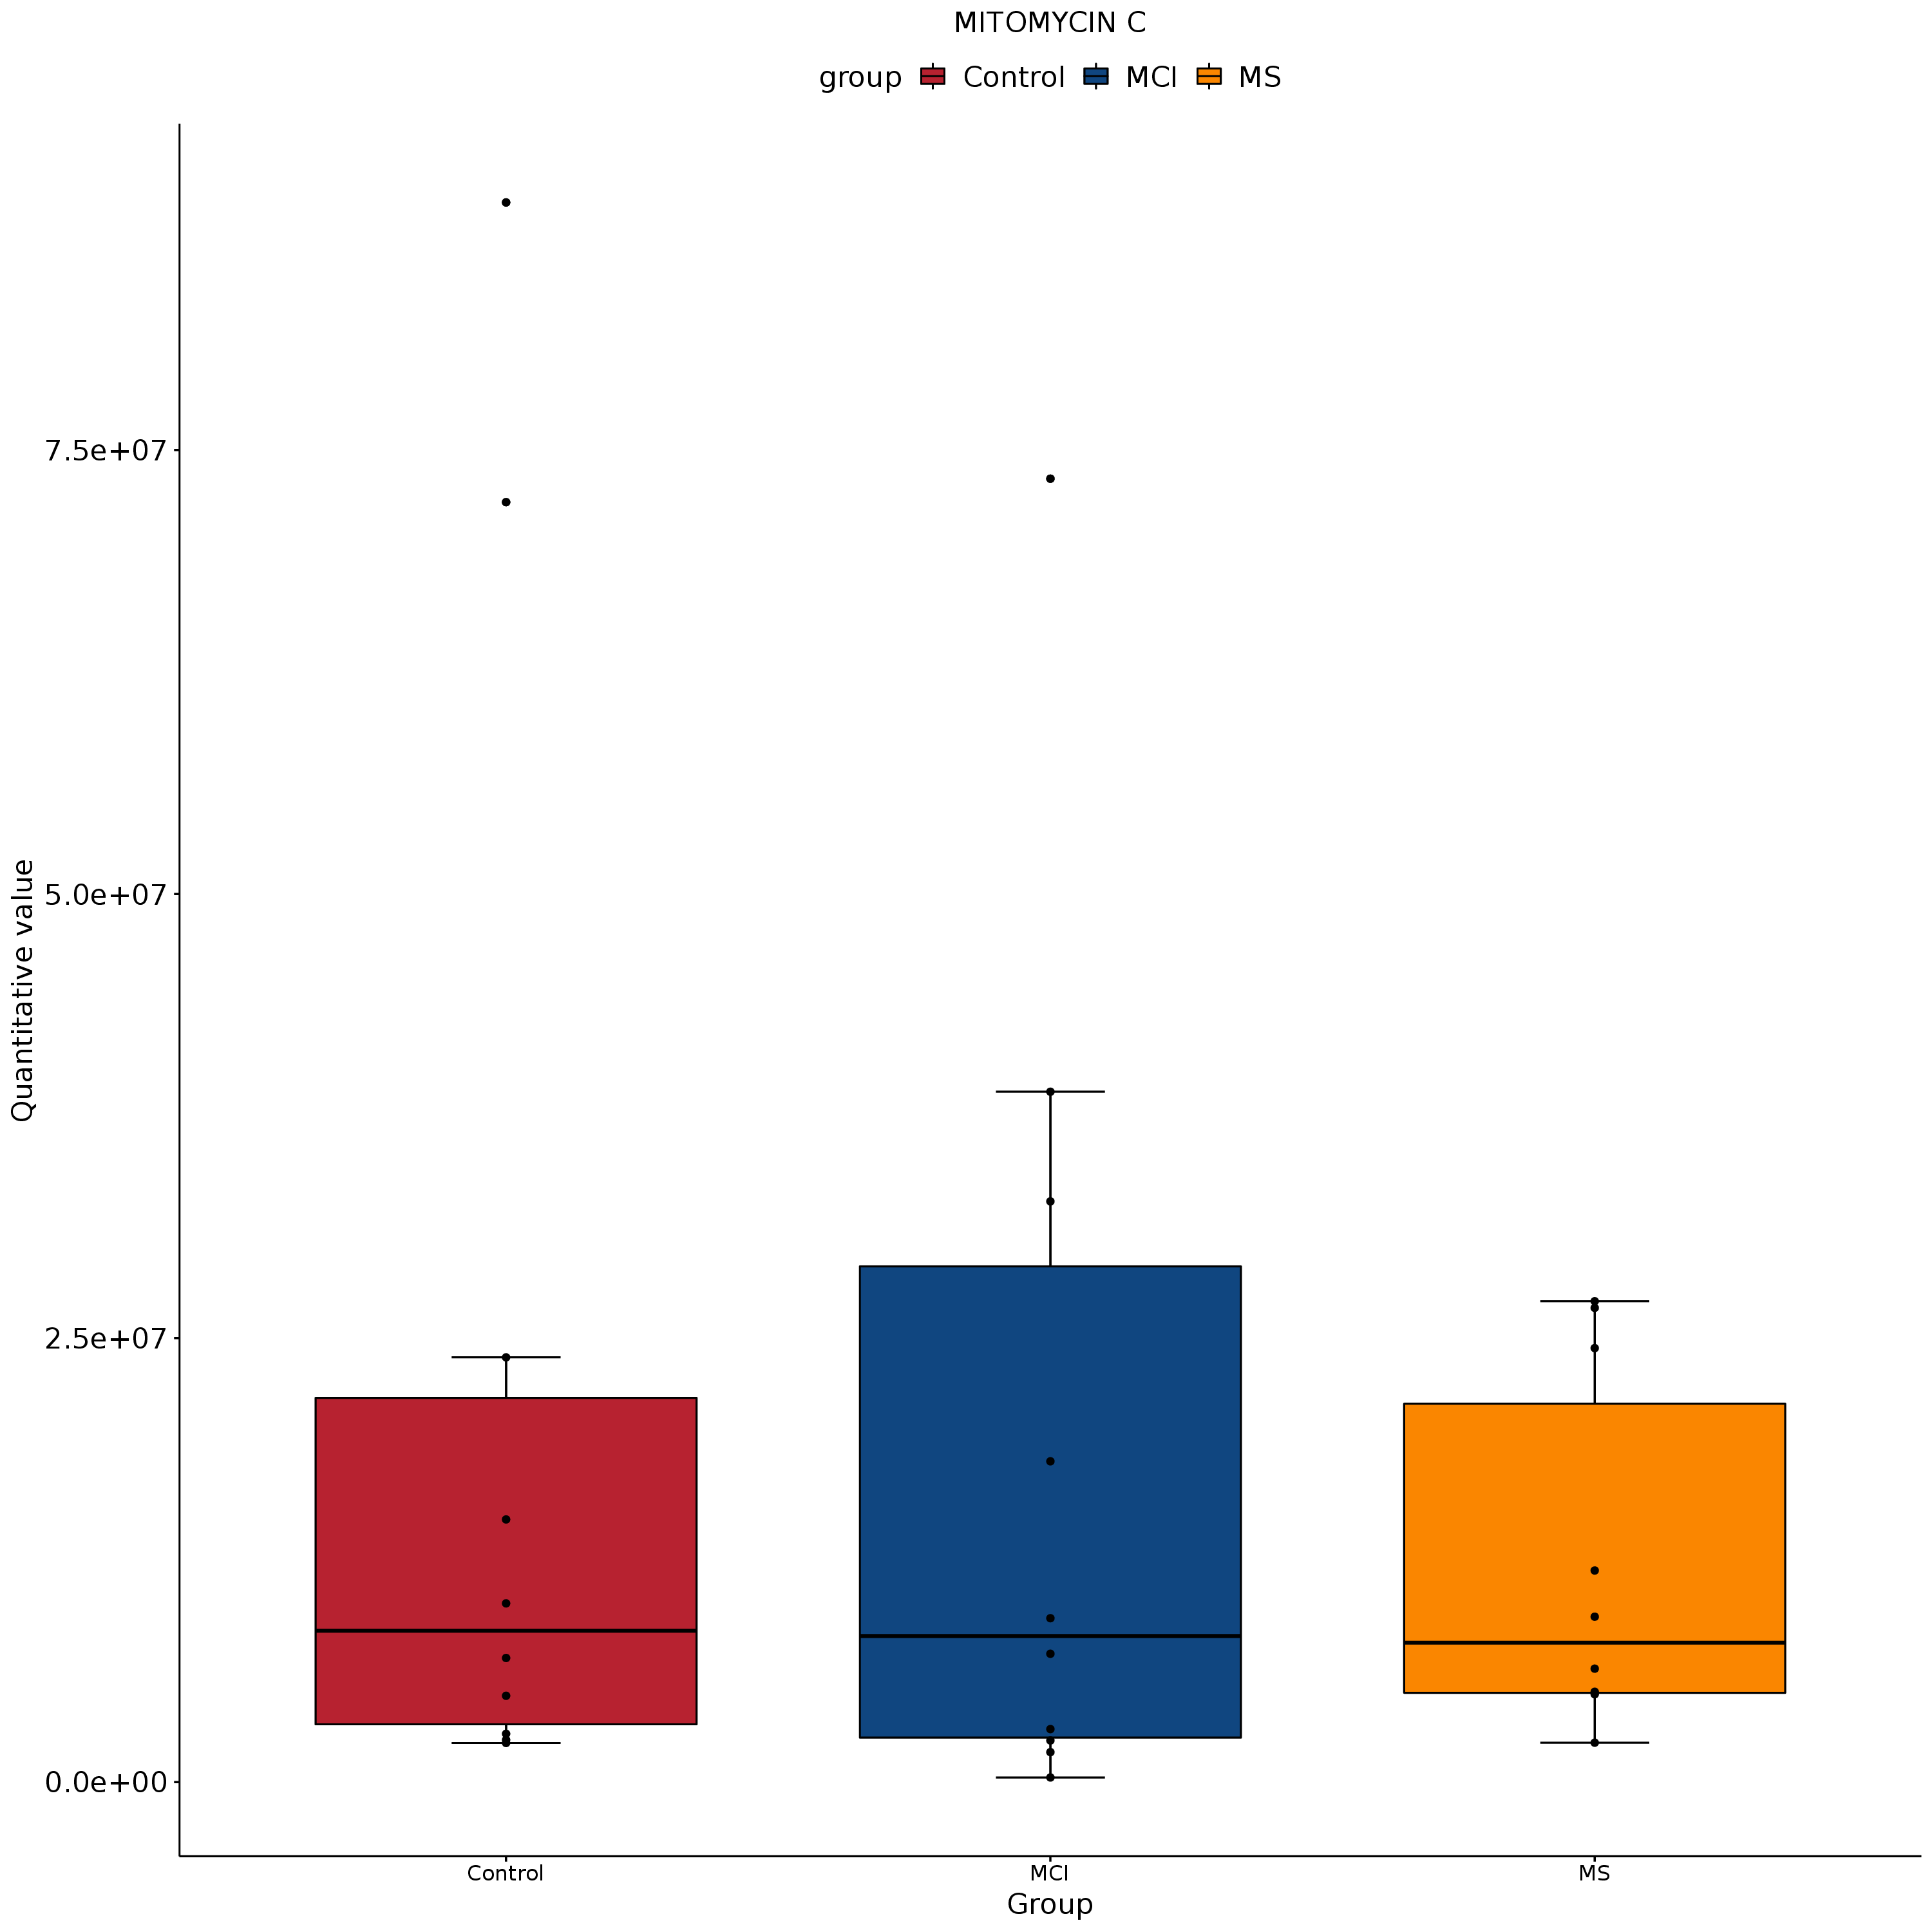 MITOMYCIN C
group Control MCI MS
7.5e+07
5.0e+07
2.5e+07
0.0e+00
Quantitative value
Control MCI MS
Group